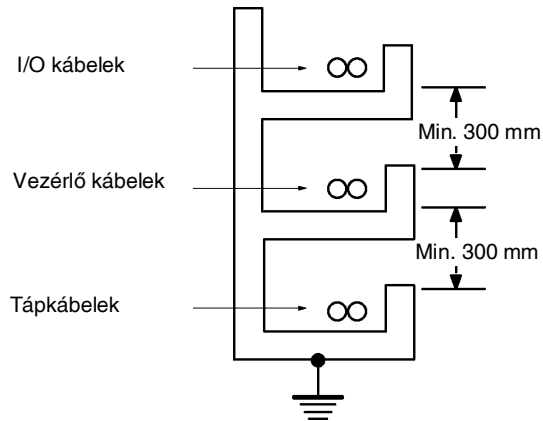 I/O kábelek
Min. 300 mm
Vezérlő kábelek
Min. 300 mm
Tápkábelek